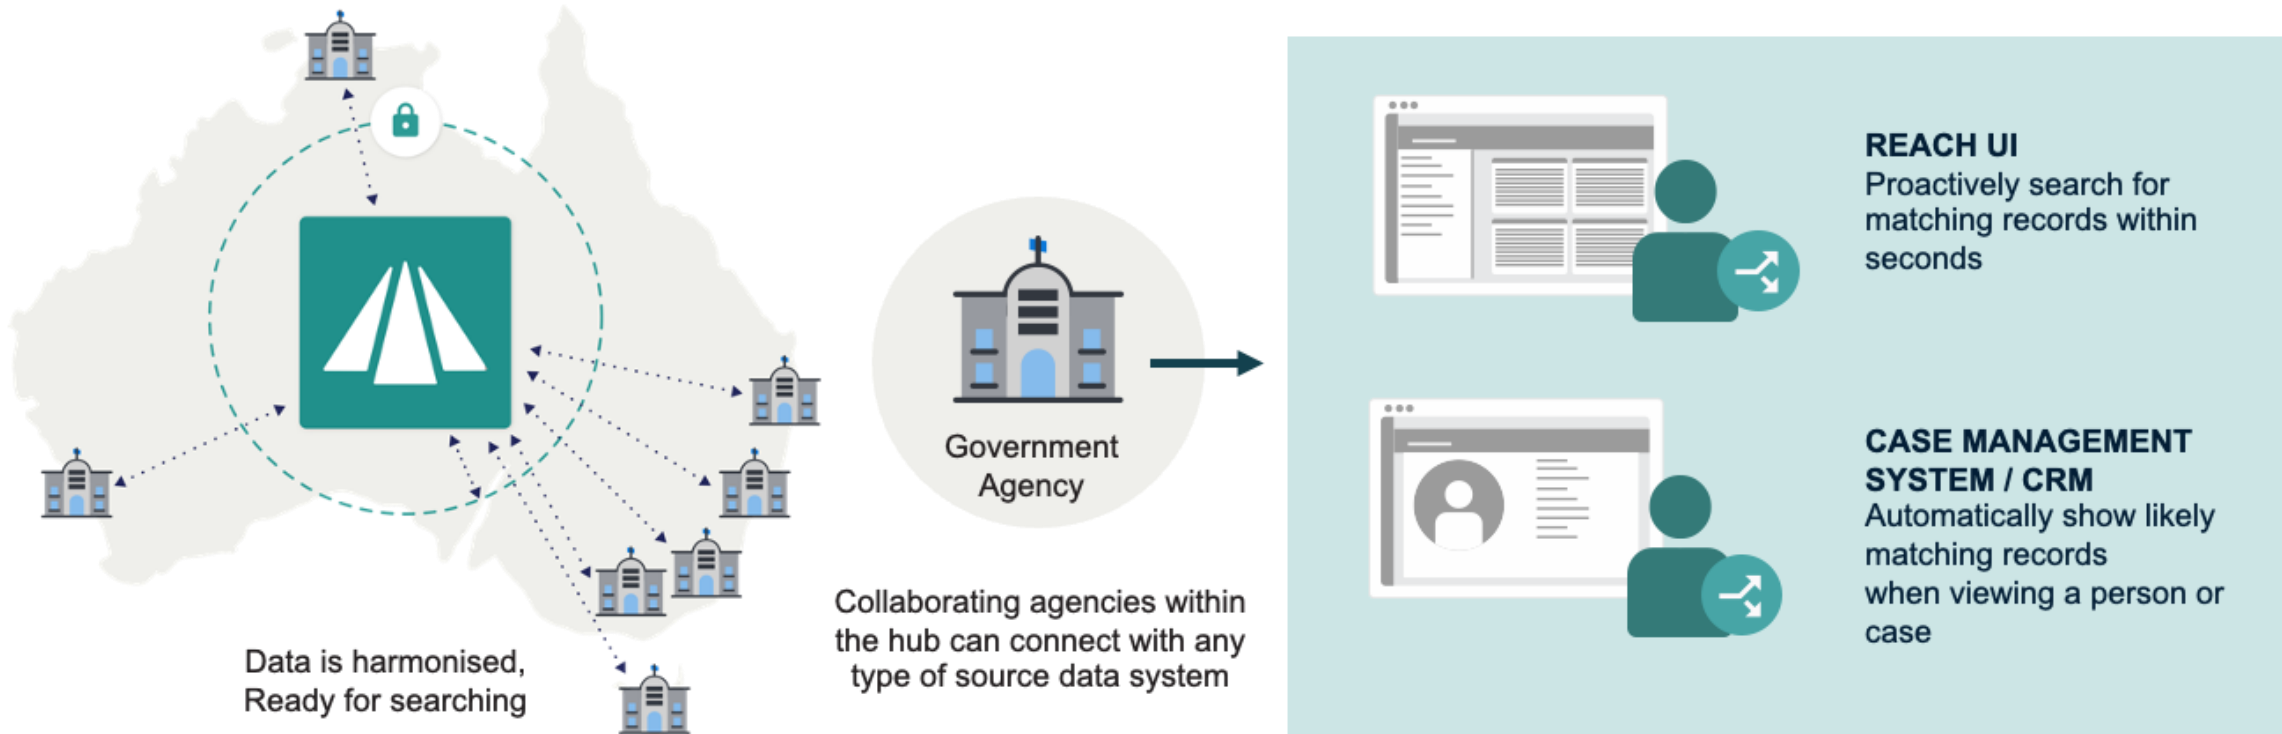 Data is harmonised,
Ready for searching
Government
Agency
Collaborating agencies within
the hub can connect with any
type of source data system
REACH UI
Proactively search for
matching records within
seconds
CASE MANAGEMENT
SYSTEM / CRM
Automatically show likely
matching records
when viewing a person or
case